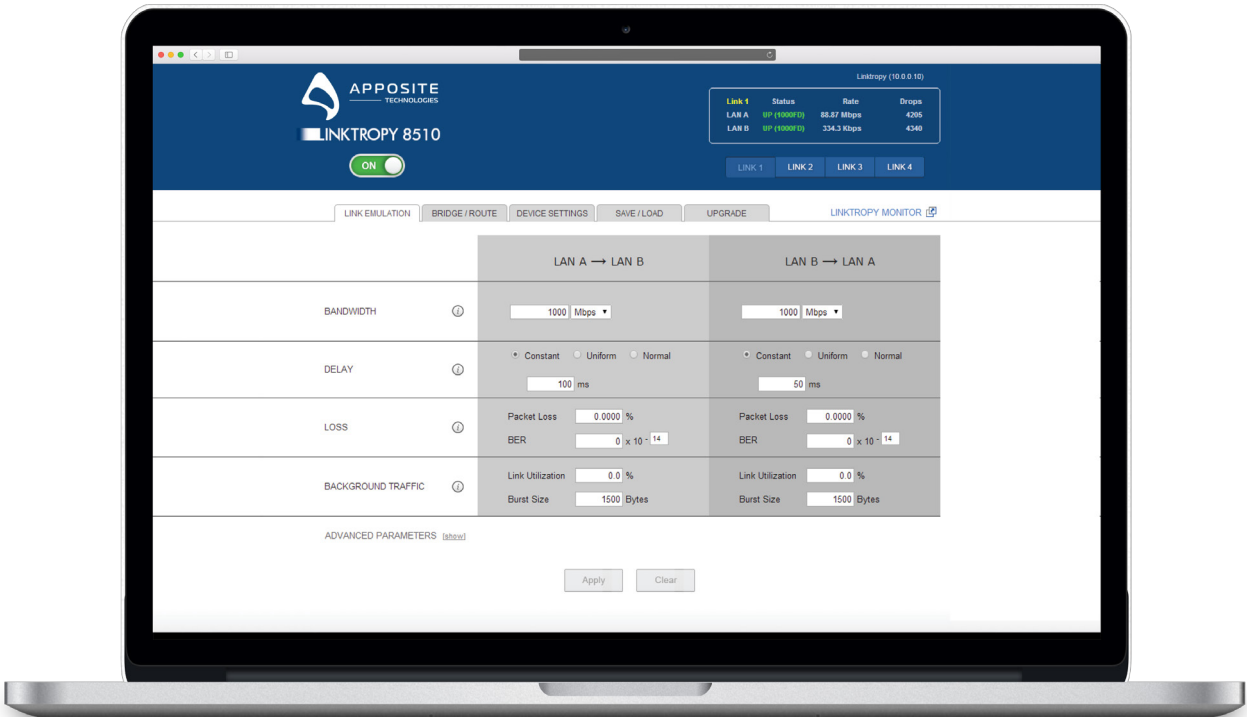 Linktropy (10.0.0.10)
APPOSITE
TECHNOLOGIES
LINKTROPY 8510
ON
Link 1 Status Rate Drops
LAN A UP (1000FD) 88.87 Mbps 4205
LAN B UP (1000FD) 334.3 Kbps 4340
LINK 1 LINK 2 LINK 3 LINK 4
LINK EMULATION BRIDGE / ROUTE DEVICE SETTINGS SAVE / LOAD UPGRADE LINKTROPY MONITOR
LAN A → LAN B LAN B → LAN A
BANDWIDTH i 1000 Mbps 1000 Mbps
Constant Uniform Normal Constant Uniform Normal
DELAY i
100 ms 50 ms
Packet Loss 0.0000 % Packet Loss 0.0000 %
LOSS i
BER 0 x 10 - 14 BER 0 x 10 - 14
Link Utilization 0.0 % Link Utilization 0.0 %
BACKGROUND TRAFFIC i
Burst Size 1500 Bytes Burst Size 1500 Bytes
ADVANCED PARAMETERS [show]
Apply Clear